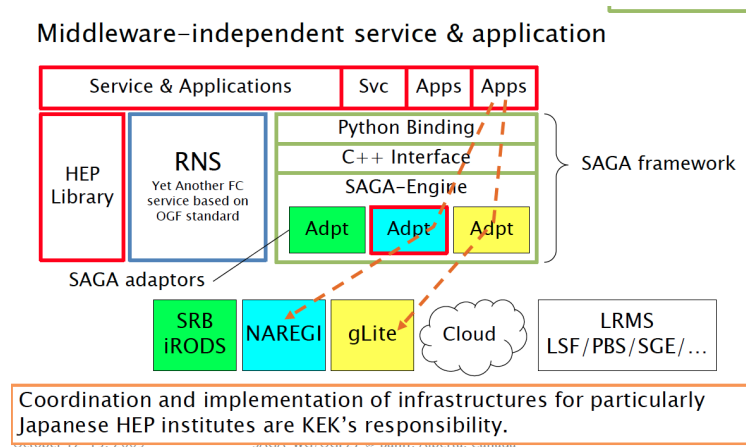 Middleware-independent service & application
Service & Applications
Svc
Apps
Apps
HEP
Library
RNS
Yet Another FC
service based on
OGF standard
Python Binding
C++ Interface
SAGA-Engine
Adpt
Adpt
Adpt
SAGA framework
SAGA adaptors
SRB
iRODS
NAREGI
gLite
Cloud
LRMS
LSF/PBS/SGE/...
Coordination and implementation of infrastructures for particularly
Japanese HEP institutes are KEK's responsibility.